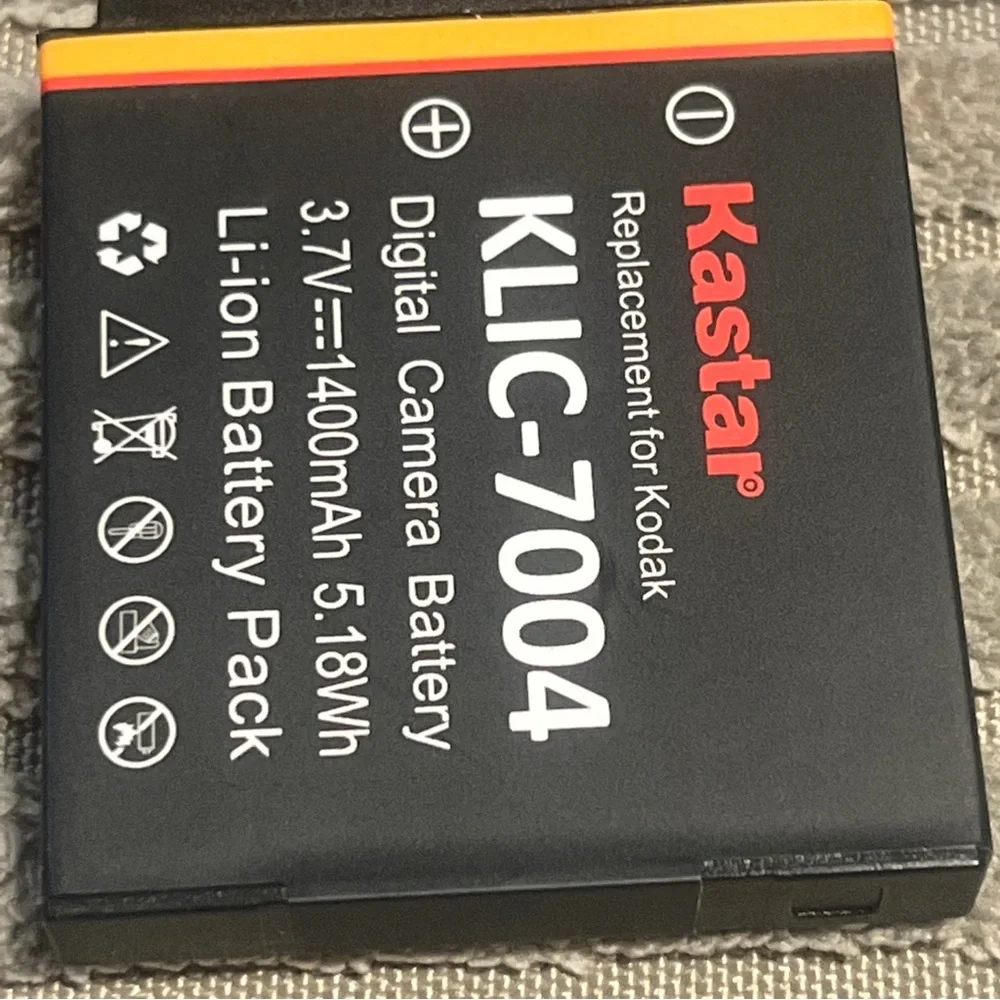 Kastar®
Replacement for Kodak
KLIC-7004
Digital Camera Battery
3.7V⎓1400mAh 5.18Wh
Li-ion Battery Pack